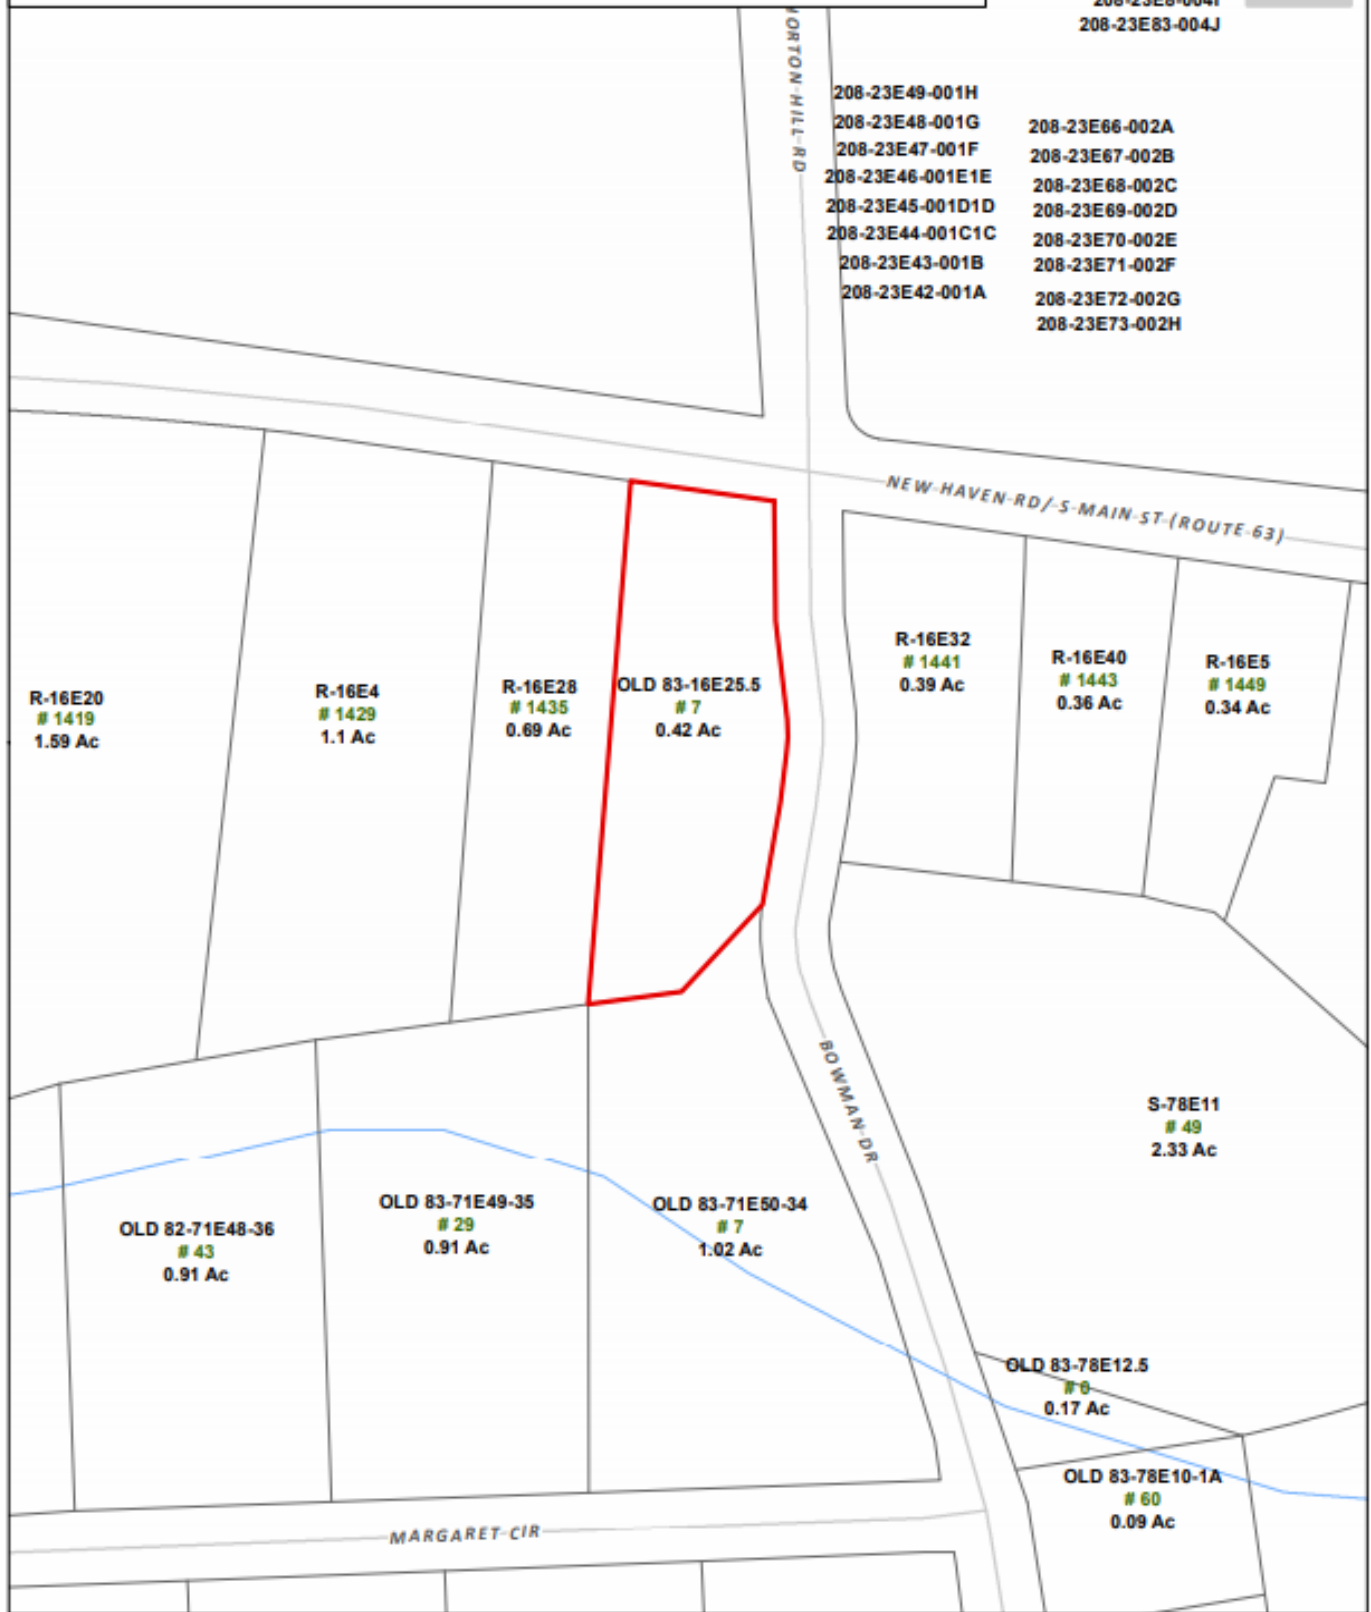 208-23E83-004J
HORTON-HILL-RD
208-23E49-001H
208-23E48-001G
208-23E47-001F
208-23E46-001E1E
208-23E45-001D1D
208-23E44-001C1C
208-23E43-001B
208-23E42-001A
208-23E66-002A
208-23E67-002B
208-23E68-002C
208-23E69-002D
208-23E70-002E
208-23E71-002F
208-23E72-002G
208-23E73-002H
NEW-HAVEN-RD/-S-MAIN-ST-(ROUTE-63)
R-16E20
# 1419
1.59 Ac
R-16E4
# 1429
1.1 Ac
R-16E28
# 1435
0.69 Ac
OLD 83-16E25.5
# 7
0.42 Ac
R-16E32
# 1441
0.39 Ac
R-16E40
# 1443
0.36 Ac
R-16E5
# 1449
0.34 Ac
BOWMAN-DR
S-78E11
# 49
2.33 Ac
OLD 82-71E48-36
# 43
0.91 Ac
OLD 83-71E49-35
# 29
0.91 Ac
OLD 83-71E50-34
# 7
1.02 Ac
OLD 83-78E12.5
# 0
0.17 Ac
OLD 83-78E10-1A
# 60
0.09 Ac
MARGARET-CIR